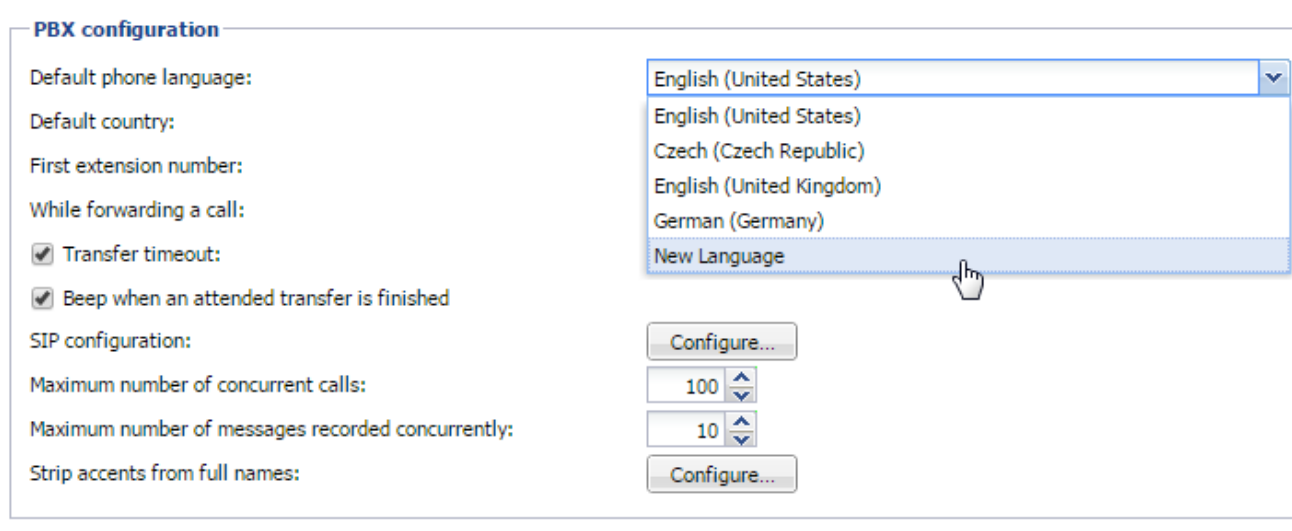 PBX configuration
Default phone language:
English (United States)
English (United States)
Default country:
Czech (Czech Republic)
First extension number:
English (United Kingdom)
While forwarding a call:
German (Germany)
Transfer timeout:
New Language
Beep when an attended transfer is finished
SIP configuration:
Configure...
Maximum number of concurrent calls:
100
Maximum number of messages recorded concurrently:
10
Strip accents from full names:
Configure...